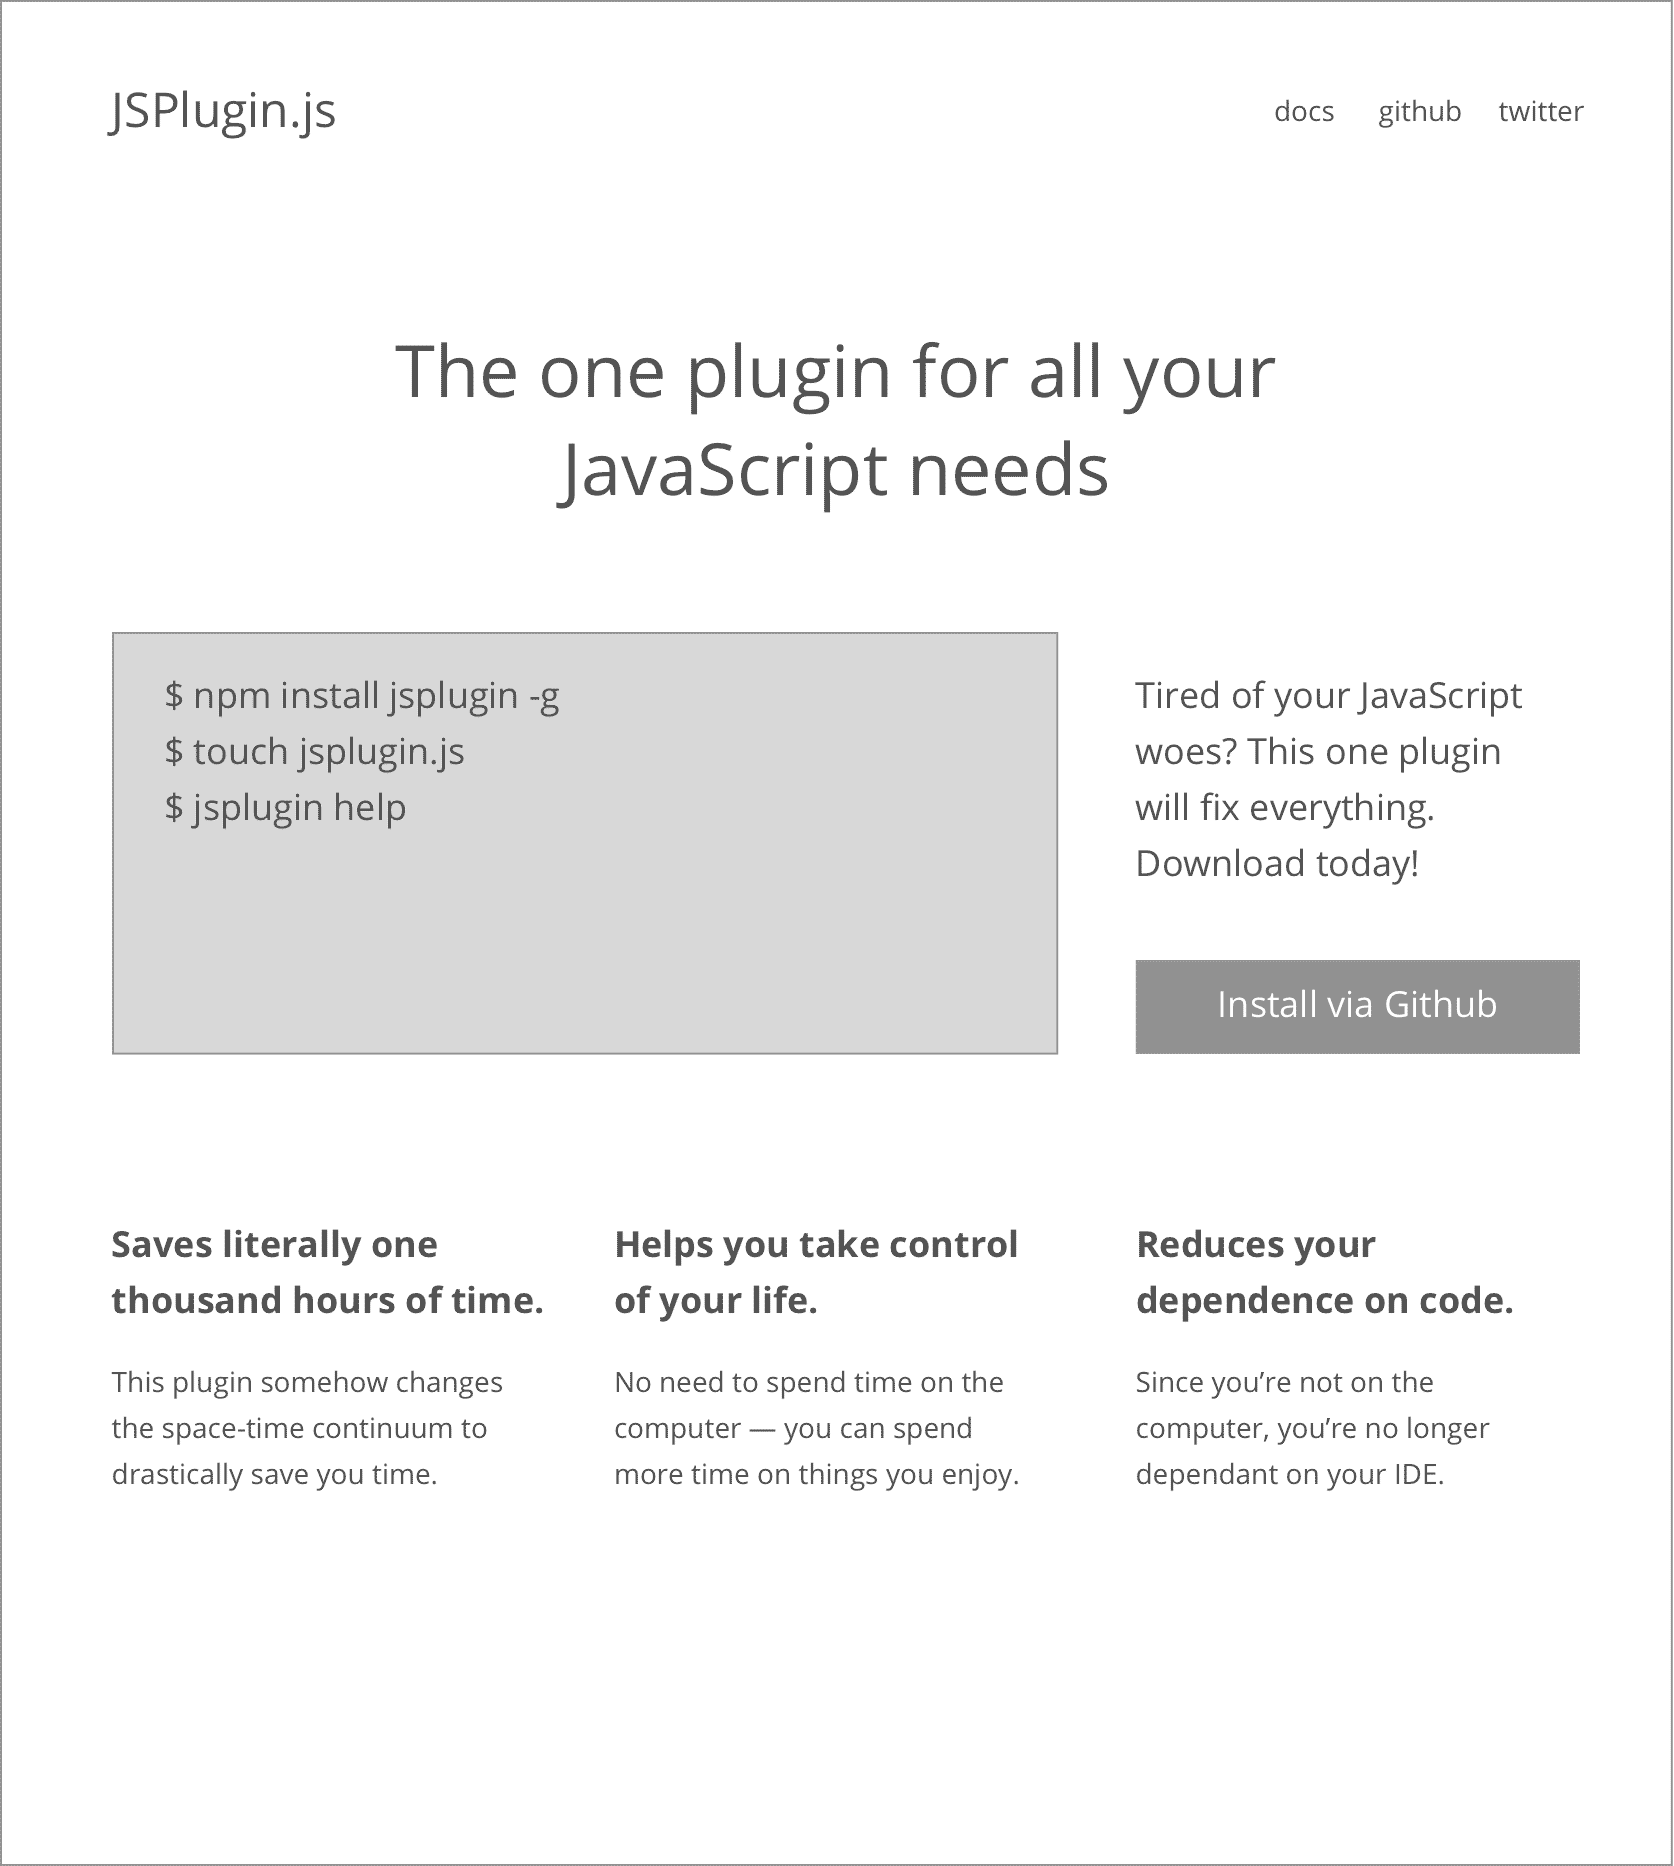 JSPlugin.js
docs github twitter
The one plugin for all your
JavaScript needs
$ npm install jsplugin -g
$ touch jsplugin.js
$ jsplugin help
Tired of your JavaScript
woes? This one plugin
will fix everything.
Download today!
Install via Github
Saves literally one
thousand hours of time.
This plugin somehow changes
the space-time continuum to
drastically save you time.
Helps you take control
of your life.
No need to spend time on the
computer — you can spend
more time on things you enjoy.
Reduces your
dependence on code.
Since you’re not on the
computer, you’re no longer
dependant on your IDE.